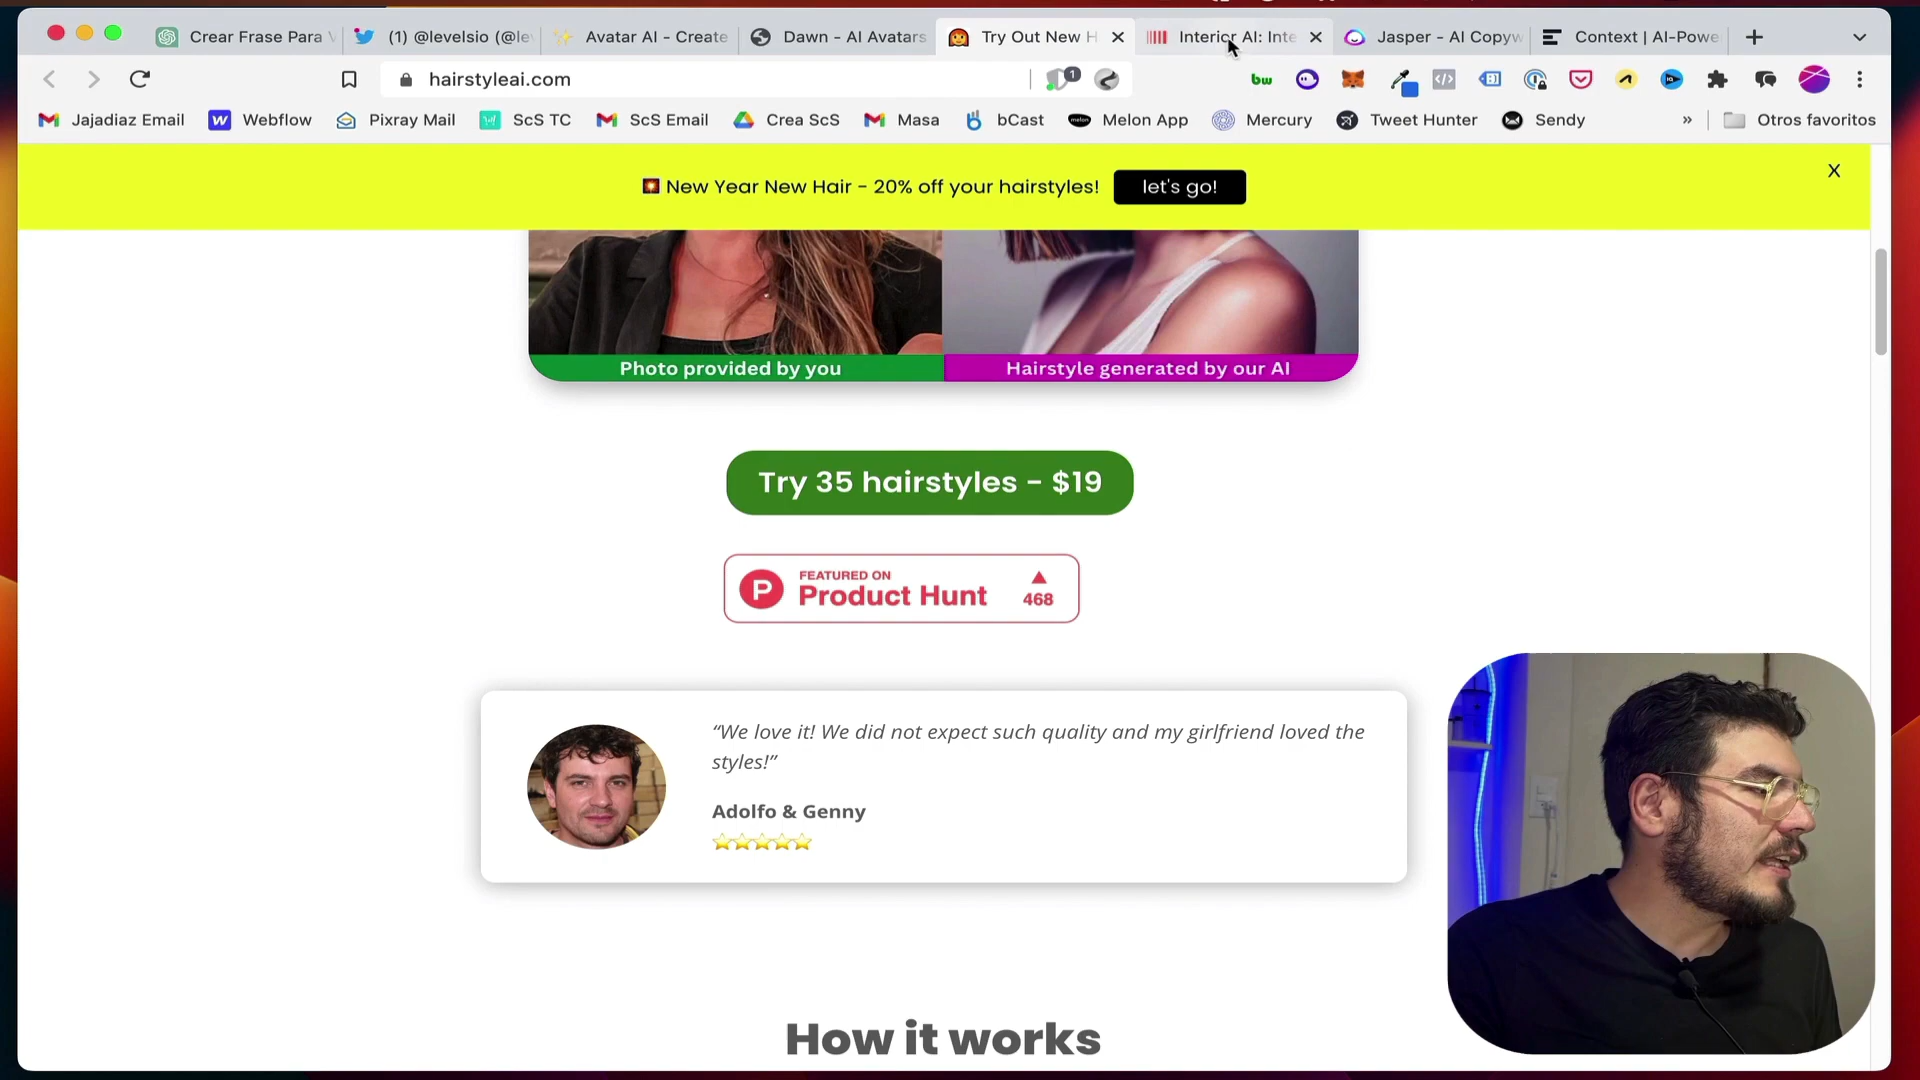 Crear Frase Para V
(1) @levelsio (@le
Avatar AI - Create
Dawn - AI Avatars
Try Out New H
Interior AI: Inte
Jasper - AI Copyw
Context | AI-Powe
hairstyleai.com
1
bw
Jajadiaz Email
Webflow
Pixray Mail
ScS TC
ScS Email
Crea ScS
Masa
bCast
Melon App
Mercury
Tweet Hunter
Sendy
»
Otros favoritos
New Year New Hair - 20% off your hairstyles!
let's go!
X
Photo provided by you
Hairstyle generated by our AI
Try 35 hairstyles - $19
FEATURED ON
P Product Hunt
468
“We love it! We did not expect such quality and my girlfriend loved the
styles!”
Adolfo & Genny
How it works